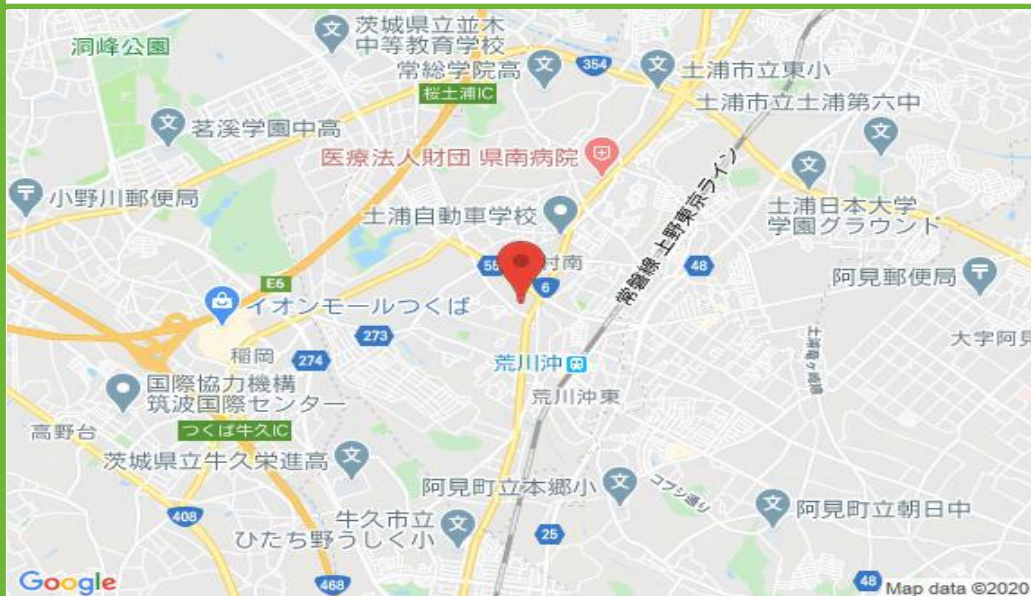 茨城県立並木
中等教育学校
洞峰公園
常総学院高
354
土浦市立東小
桜土浦IC
土浦市立土浦第六中
茗溪学園中高
医療法人財団 県南病院
小野川郵便局
土浦自動車学校
土浦日本大学
学園グラウンド
常磐線 上野東京ライン
55
村南
48
阿見郵便局
E6
6
イオンモールつくば
273
大字阿見
稲岡
274
荒川沖
国際協力機構
筑波国際センター
荒川沖東
高野台
つくば牛久IC
茨城県立牛久栄進高
阿見町立本郷小
コブシ通り
408
阿見町立朝日中
牛久市立
ひたち野うしく小
25
468
48
Google
Map data ©2020